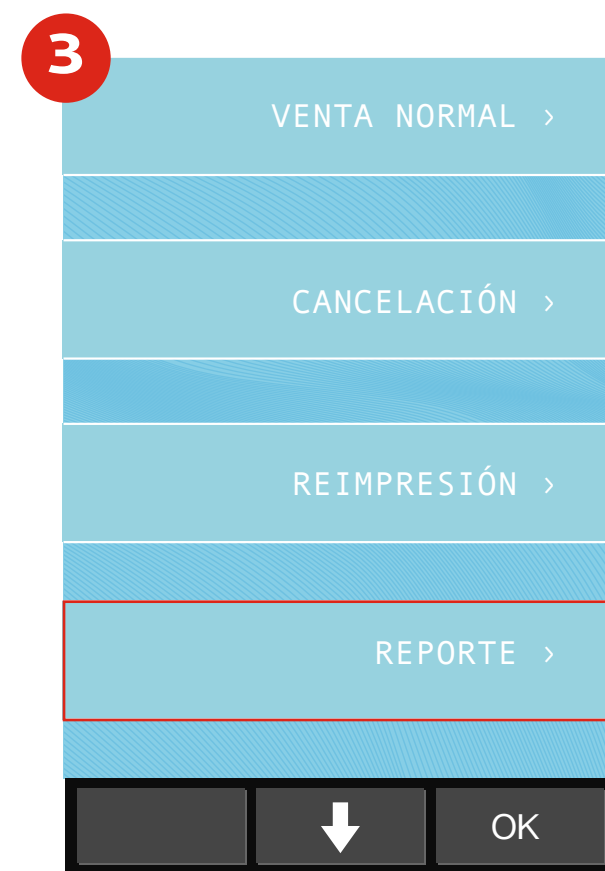 3
VENTA NORMAL >
CANCELACIÓN >
REIMPRESIÓN >
REPORTE >
OK